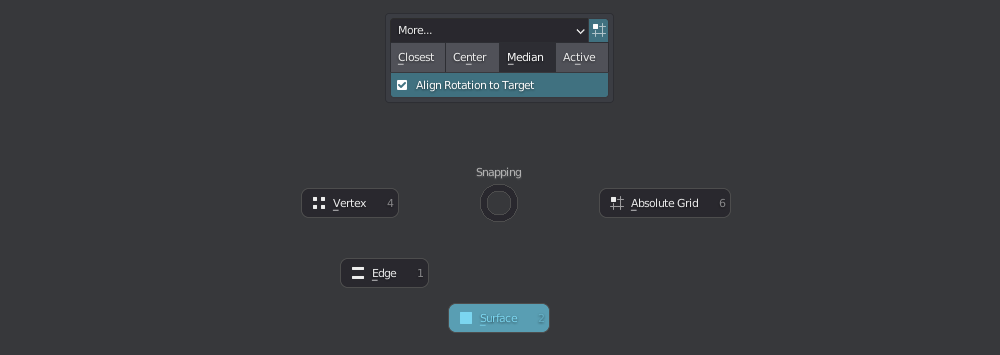 More...
Closest Center Median Active
Align Rotation to Target
Snapping
Vertex 4
Absolute Grid 6
Edge 1
Surface 2